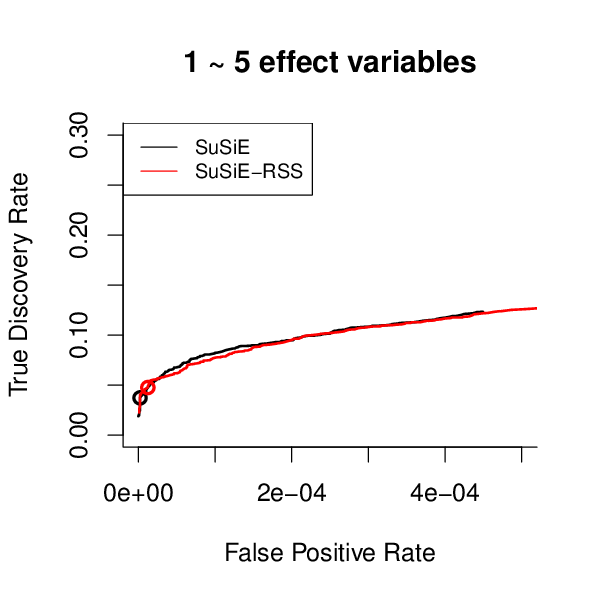 1 ~ 5 effect variables
SuSiE
SuSiE−RSS
True Discovery Rate
0.30
0.20
0.10
0.00
0e+00
2e−04
4e−04
False Positive Rate